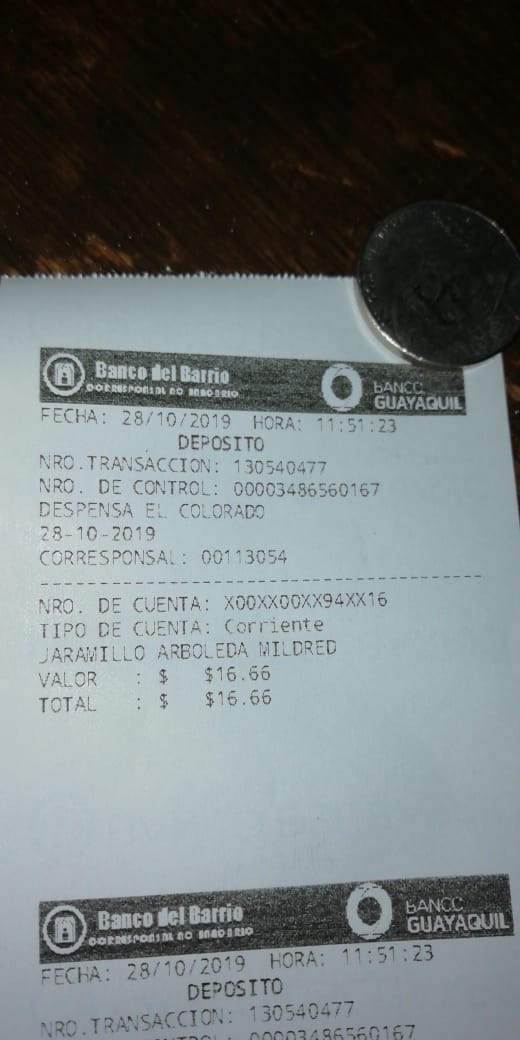 Banco del Barrio
CORRESPONSAL NO BANCARIO
BANCO
GUAYAQUIL
FECHA: 28/10/2019 HORA: 11:51:23
DEPOSITO
NRO.TRANSACCION: 130540477
NRO. DE CONTROL: 00003486560167
DESPENSA EL COLORADO
28-10-2019
CORRESPONSAL: 00113054
NRO. DE CUENTA: X00XX00XX94XX16
TIPO DE CUENTA: Corriente
JARAMILLO ARBOLEDA MILDRED
VALOR : $ $16.66
TOTAL : $ $16.66
Banco del Barrio
CORRESPONSAL NO BANCARIO
BANCO
GUAYAQUIL
FECHA: 28/10/2019 HORA: 11:51:23
DEPOSITO
NRO.TRANSACCION: 130540477
00003486560167